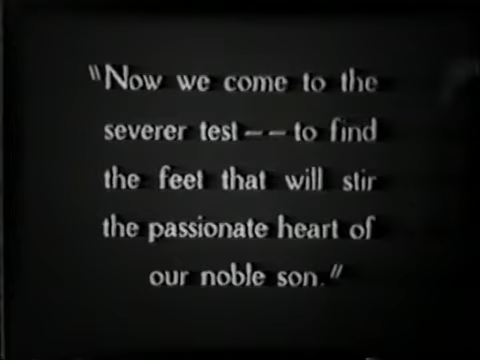 "Now we come to the
severer test -- to find
the feet that will stir
the passionate heart of
our noble son."